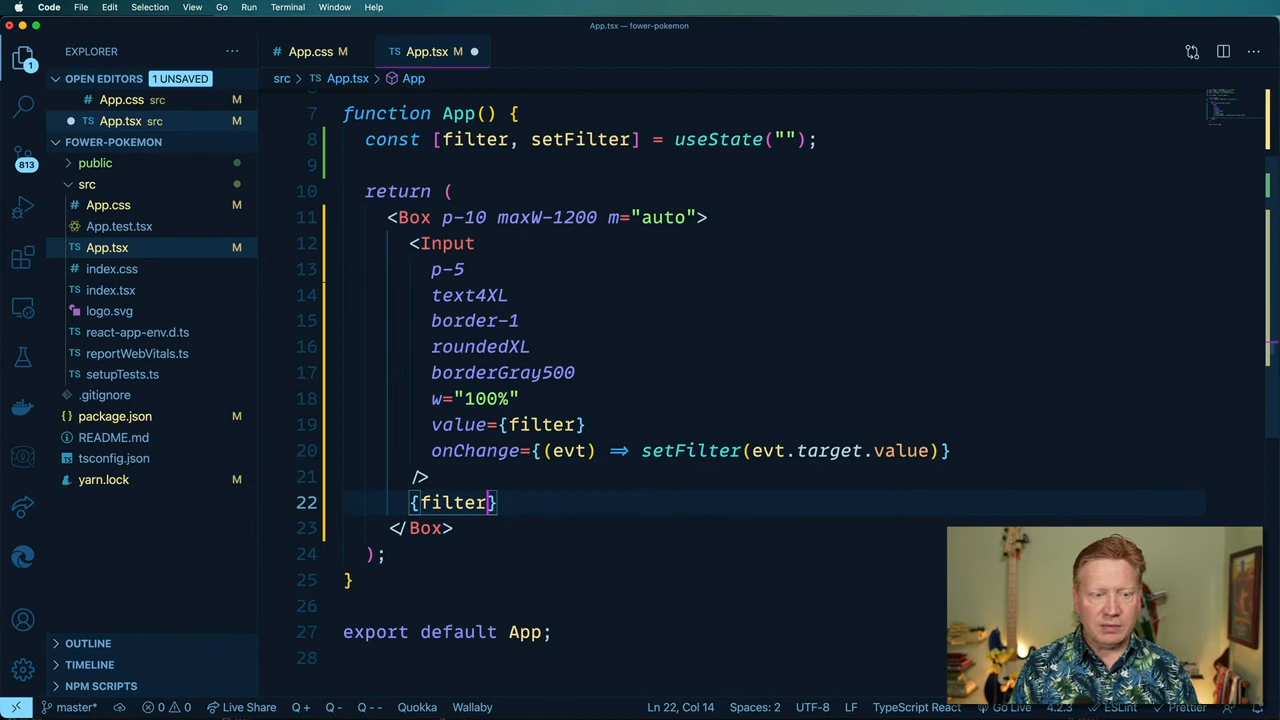 Code File Edit Selection View Go Run Terminal Window Help
App.tsx — fower-pokemon
EXPLORER
# App.css M
TS App.tsx M
OPEN EDITORS 1 UNSAVED
src > TS App.tsx > App
# App.css src M
TS App.tsx src M
FOWER-POKEMON
public
src
# App.css M
App.test.tsx
TS App.tsx M
# index.css
TS index.tsx
logo.svg
TS react-app-env.d.ts
TS reportWebVitals.ts
TS setupTests.ts
.gitignore
{} package.json M
README.md
tsconfig.json
yarn.lock M
OUTLINE
TIMELINE
NPM SCRIPTS
1
813
7 function App() {
8 const [filter, setFilter] = useState("");
9
10 return (
11 <Box p-10 maxW-1200 m="auto">
12 <Input
13 p-5
14 text4XL
15 border-1
16 roundedXL
17 borderGray500
18 w="100%"
19 value={filter}
20 onChange={(evt) => setFilter(evt.target.value)}
21 />
22 {filter}
23 </Box>
24 );
25 }
26
27 export default App;
28
master* 0 0 Live Share Q + Q - Q -- Quokka Wallaby Ln 22, Col 14 Spaces: 2 UTF-8 LF TypeScript React Go Live 4.2.3 ESLint Prettier